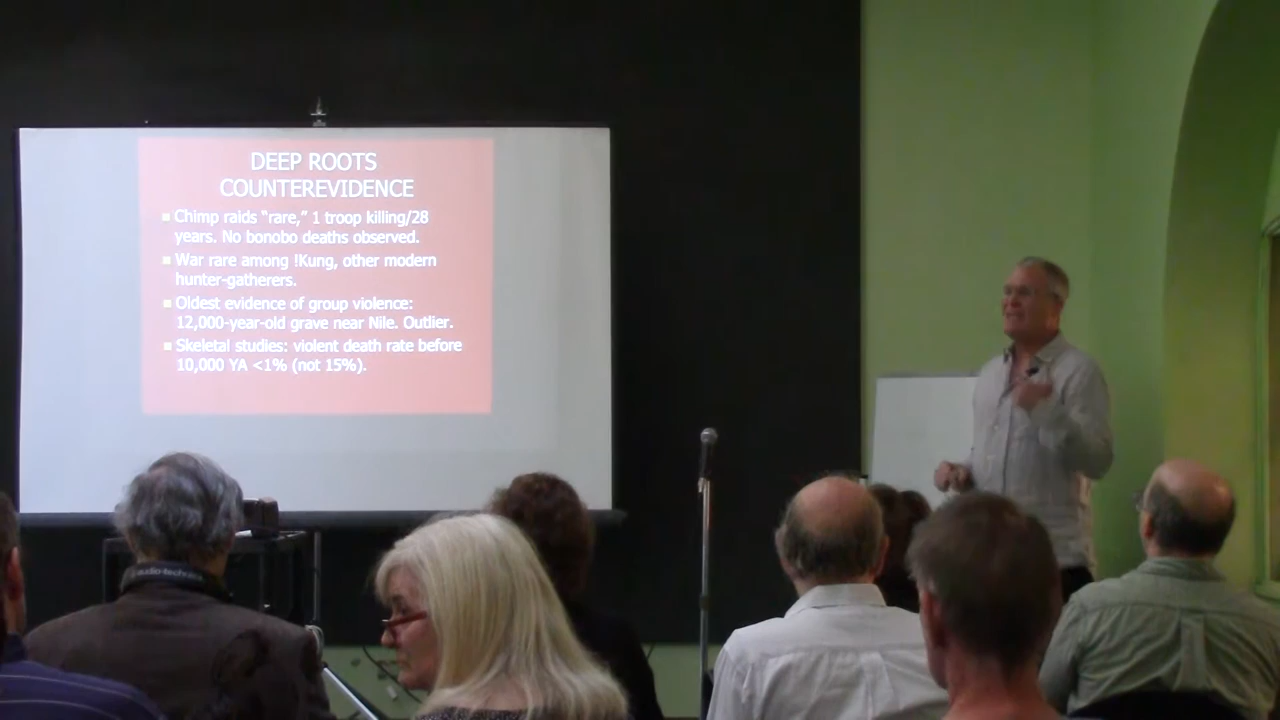 DEEP ROOTS
COUNTEREVIDENCE
Chimp raids "rare," 1 troop killing/28
years. No bonobo deaths observed.
War rare among !Kung, other modern
hunter-gatherers.
Oldest evidence of group violence:
12,000-year-old grave near Nile. Outlier.
Skeletal studies: violent death rate before
10,000 YA <1% (not 15%).
audio-technica